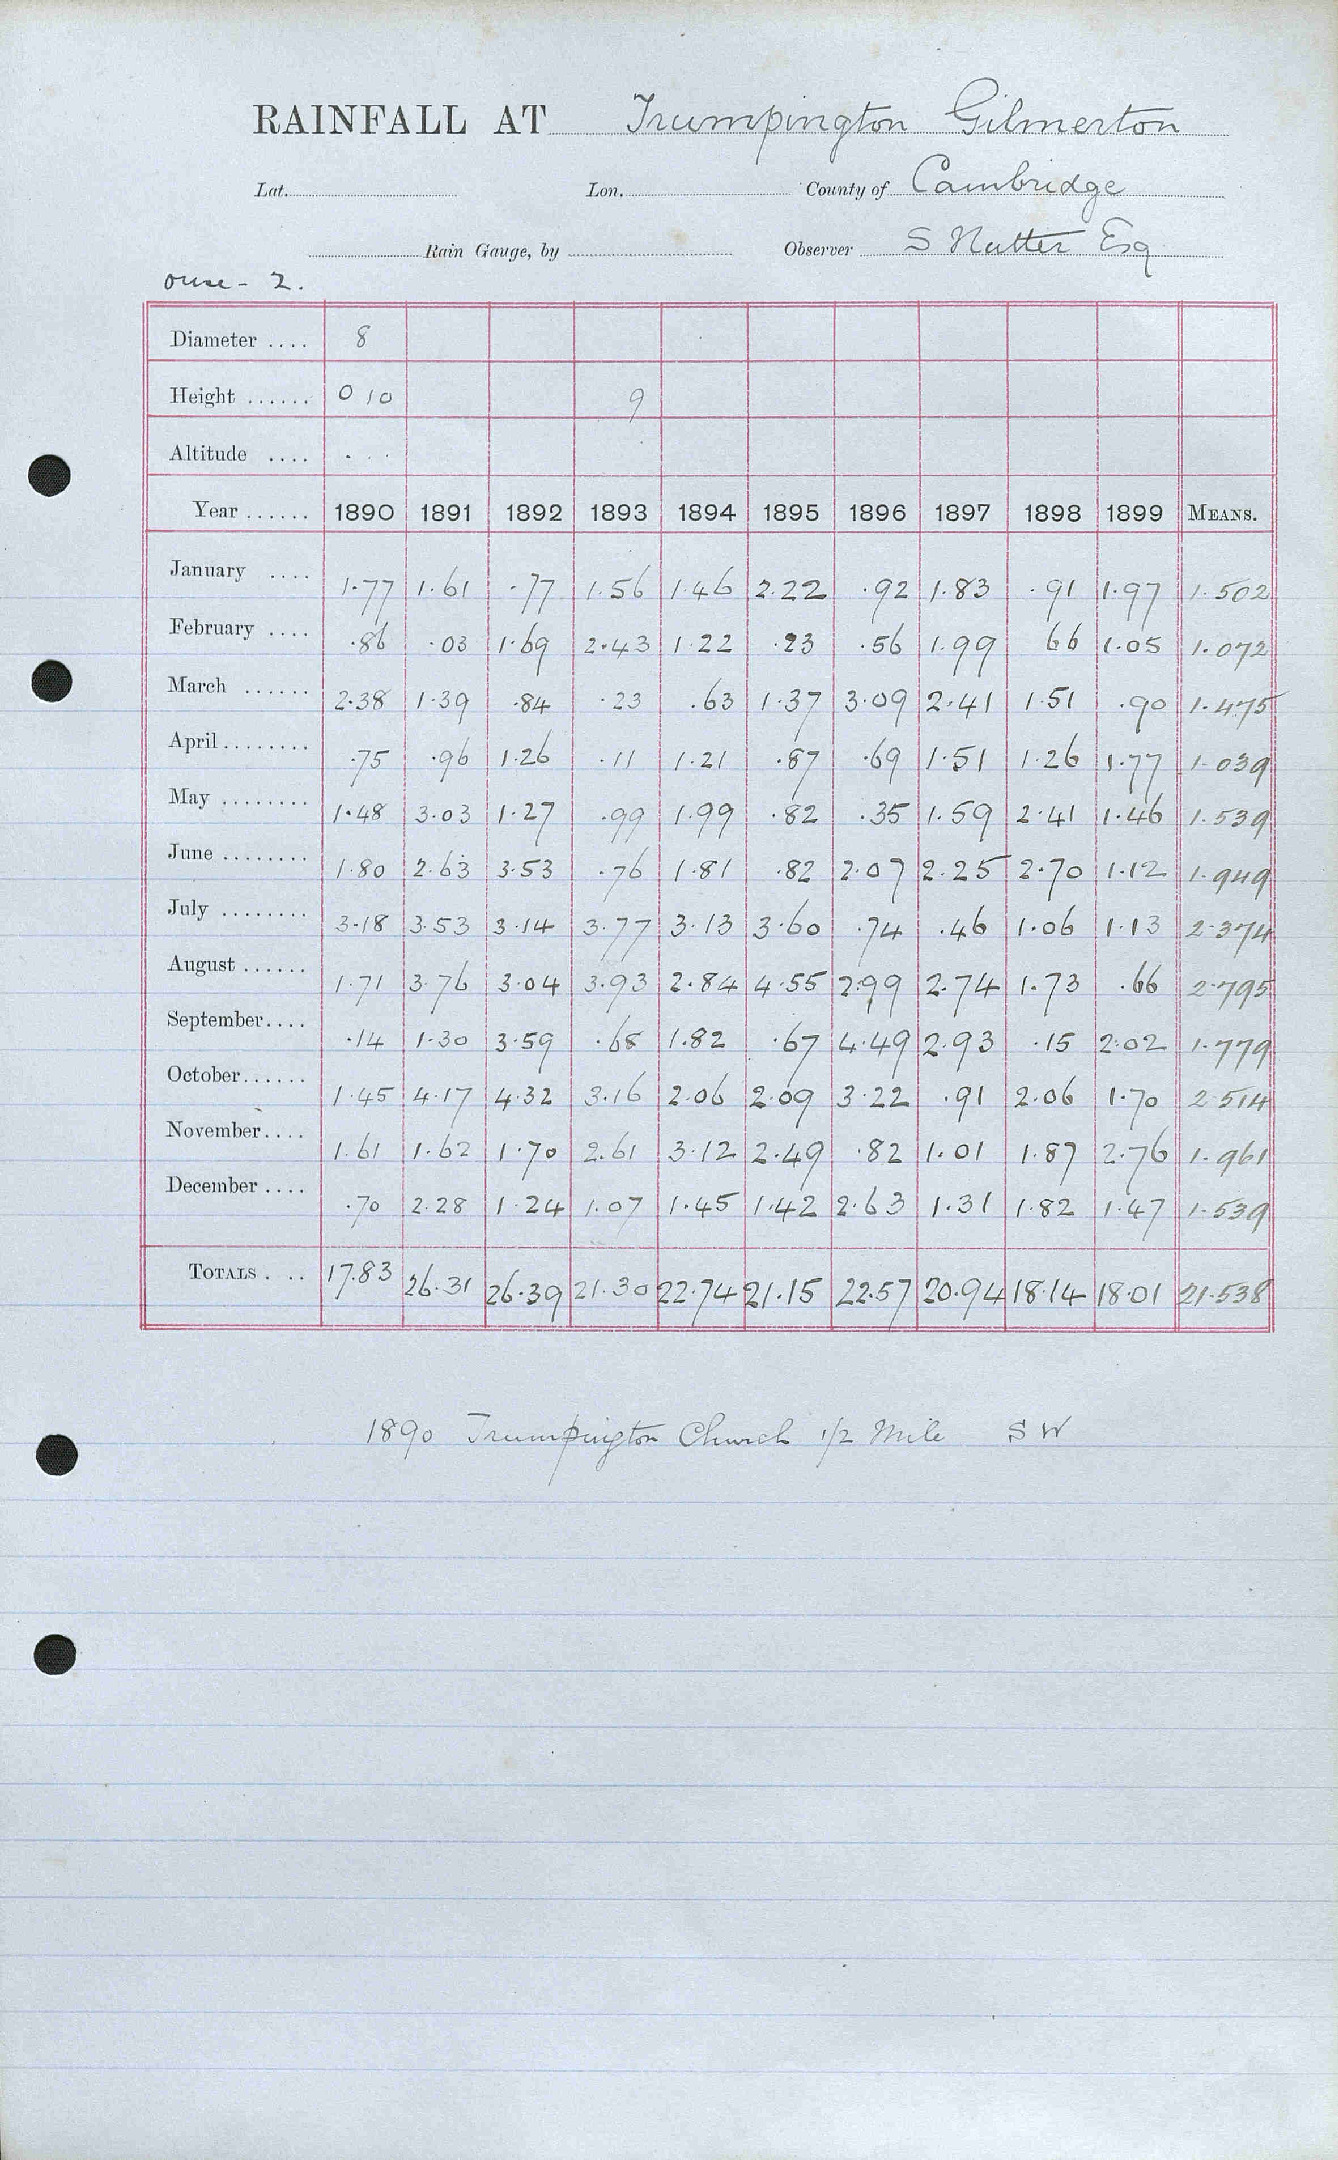 RAINFALL AT Trumpington Gilmerton
Lat. Lon. County of Cambridge
Rain Gauge, by Observer S Nutter Esq
ouse - 2.
Diameter .... 8
Height ...... 0 10 9
Altitude .... . . .
Year ...... 1890 1891 1892 1893 1894 1895 1896 1897 1898 1899 MEANS.
January .... 1.77 1.61 .77 1.56 1.46 2.22 .92 1.83 .91 1.97 1.502
February .... .86 .03 1.69 2.43 1.22 .23 .56 1.99 66 1.05 1.072
March ...... 2.38 1.39 .84 .23 .63 1.37 3.09 2.41 1.51 .90 1.475
April ........ .75 .96 1.26 .11 1.21 .87 .69 1.51 1.26 1.77 1.039
May ........ 1.48 3.03 1.27 .99 1.99 .82 .35 1.59 2.41 1.46 1.539
June ........ 1.80 2.63 3.53 .76 1.81 .82 2.07 2.25 2.70 1.12 1.949
July ........ 3.18 3.53 3.14 3.77 3.13 3.60 .74 .46 1.06 1.13 2.374
August ...... 1.71 3.76 3.04 3.93 2.84 4.55 2.99 2.74 1.73 .66 2.795
September .... .14 1.30 3.59 .68 1.82 .67 4.49 2.93 .15 2.02 1.779
October ...... 1.45 4.17 4.32 3.16 2.06 2.09 3.22 .91 2.06 1.70 2.514
November .... 1.61 1.62 1.70 2.61 3.12 2.49 .82 1.01 1.87 2.76 1.961
December .... .70 2.28 1.24 1.07 1.45 1.42 2.63 1.31 1.82 1.47 1.539
TOTALS . .. 17.83 26.31 26.39 21.30 22.74 21.15 22.57 20.94 18.14 18.01 21.538
1890 Trumpington Church 1/2 Mile S W